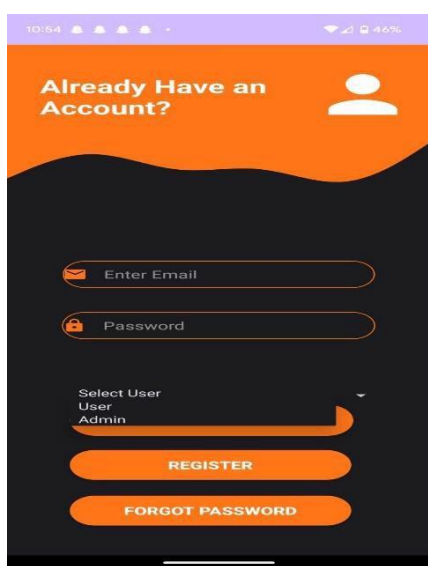 10:54
46%
Already Have an
Account?
Enter Email
Password
Select User
User
Admin
REGISTER
FORGOT PASSWORD